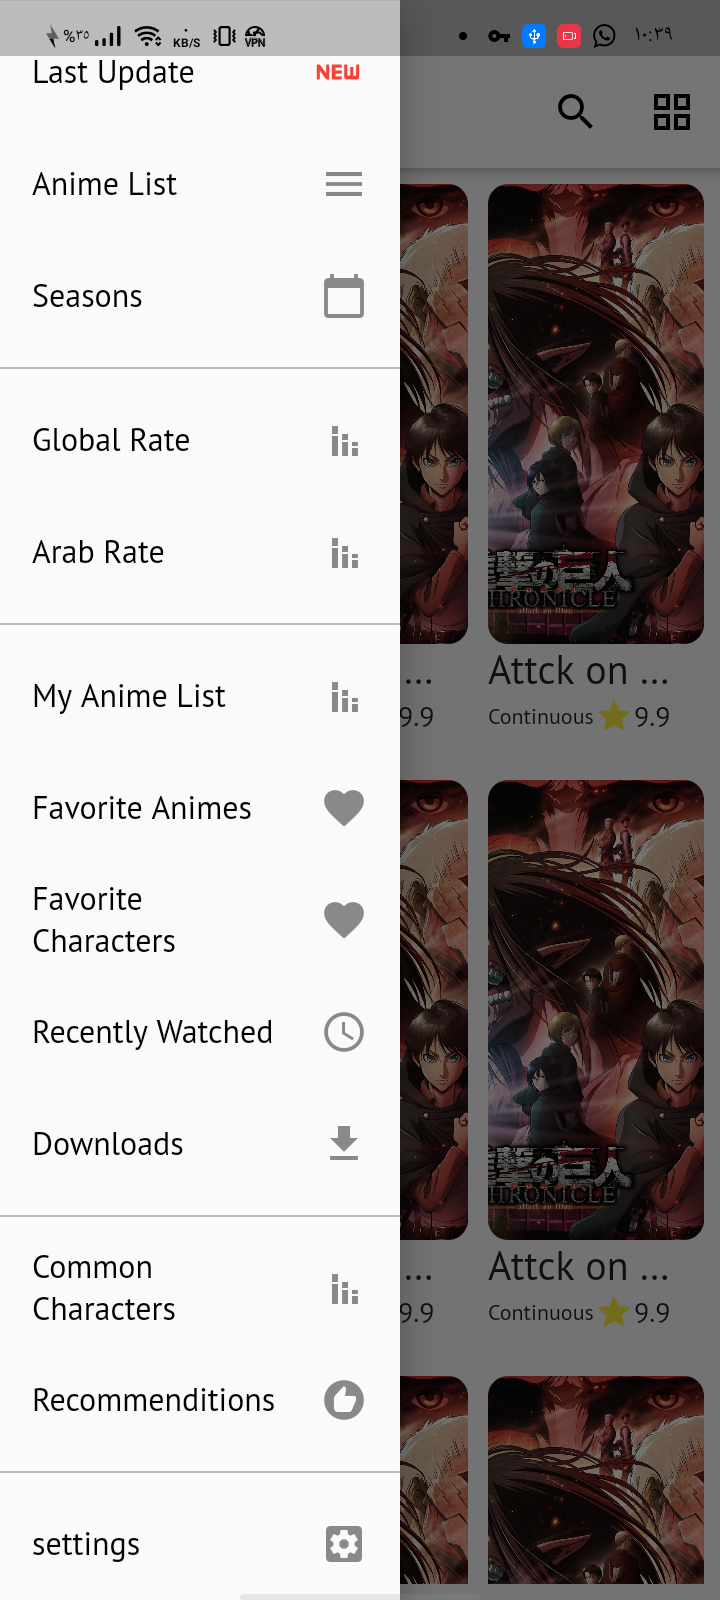 %٣٥ KB/S VPN ١٠:٣٩
Last Update NEW
Anime List
Seasons
Global Rate
Arab Rate
My Anime List
Favorite Animes
Favorite
Characters
Recently Watched
Downloads
Common
Characters
Recommenditions
settings
進撃の巨人
CHRONICLE
attack on titan
... Attck on ...
9.9 Continuous 9.9
進撃の巨人
CHRONICLE
attack on titan
... Attck on ...
9.9 Continuous 9.9